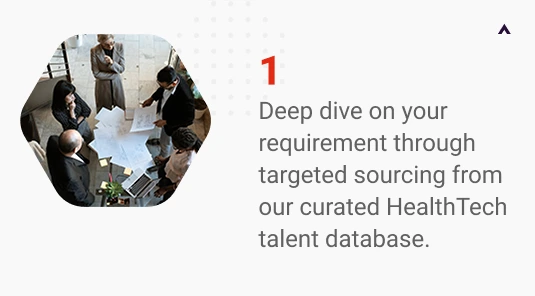 1
Deep dive on your
requirement through
targeted sourcing from
our curated HealthTech
talent database.